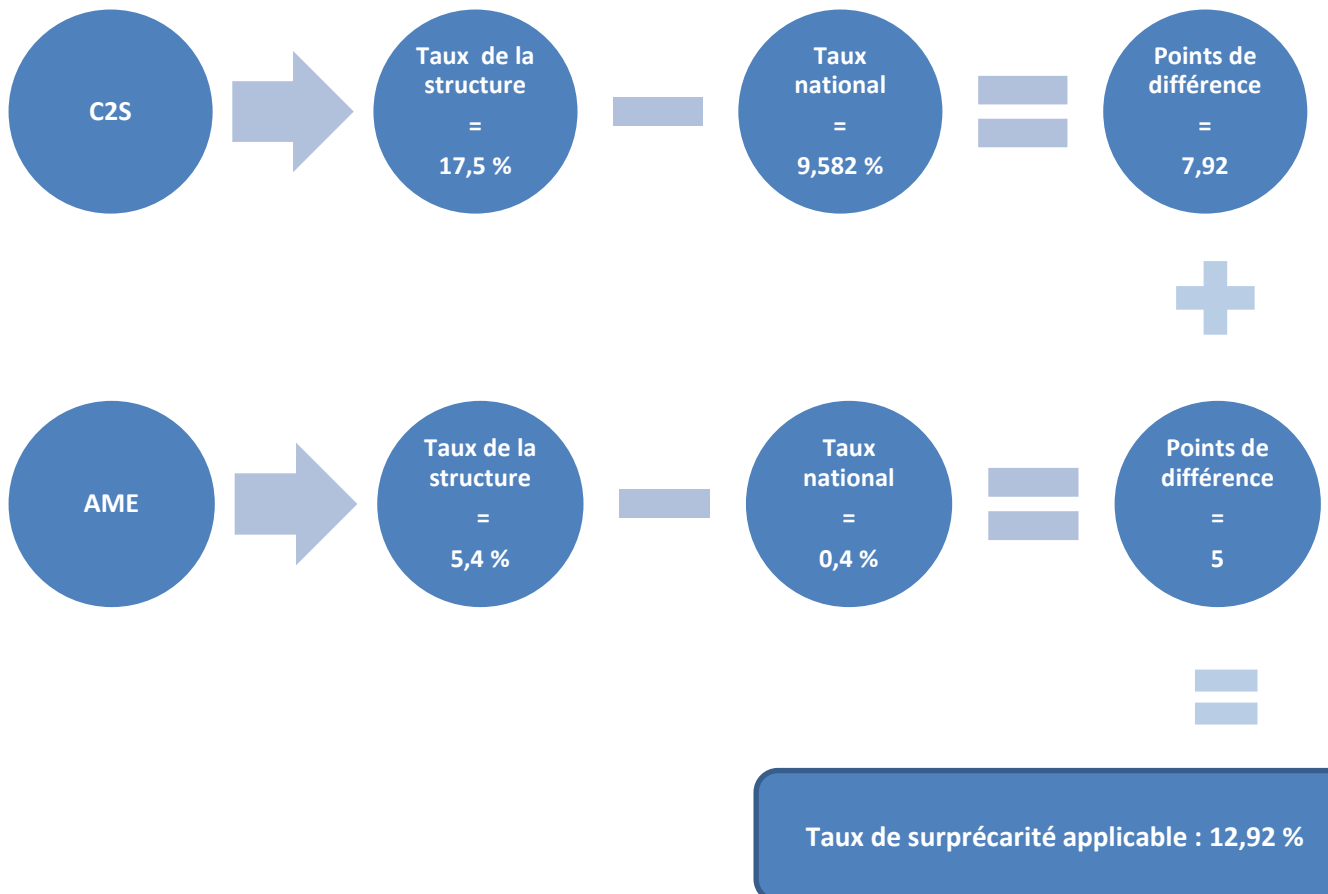 C2S
Taux de la
structure
=
17,5 %
Taux
national
=
9,582 %
Points de
différence
=
7,92
AME
Taux de la
structure
=
5,4 %
Taux
national
=
0,4 %
Points de
différence
=
5
Taux de surprécarité applicable : 12,92 %